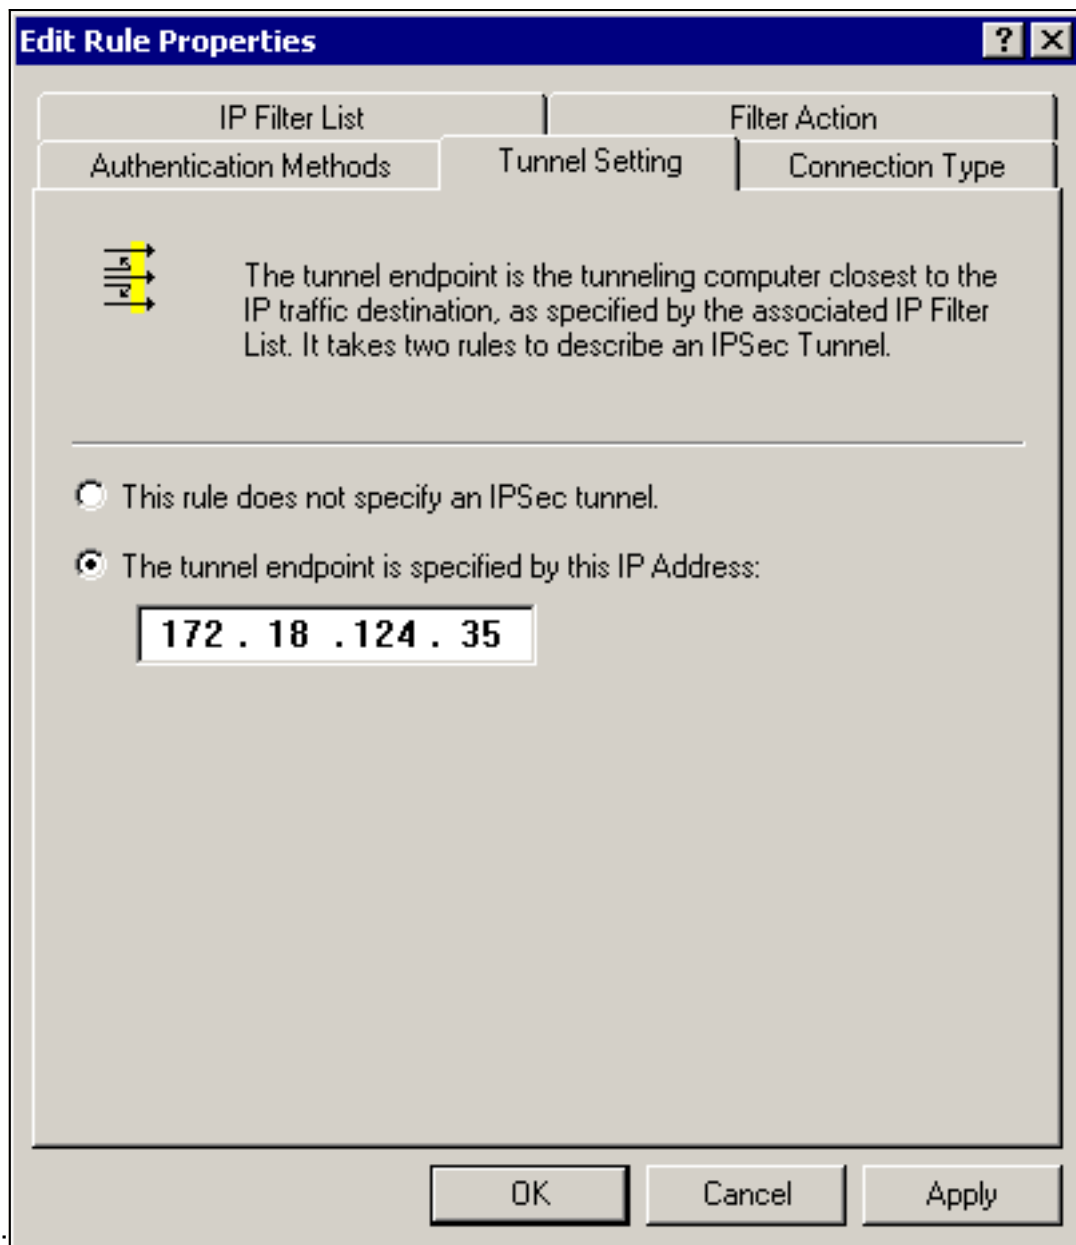 Edit Rule Properties
IP Filter List
Filter Action
Authentication Methods
Tunnel Setting
Connection Type
The tunnel endpoint is the tunneling computer closest to the
IP traffic destination, as specified by the associated IP Filter
List. It takes two rules to describe an IPSec Tunnel.
This rule does not specify an IPSec tunnel.
The tunnel endpoint is specified by this IP Address:
172 . 18 .124 . 35
OK
Cancel
Apply
.